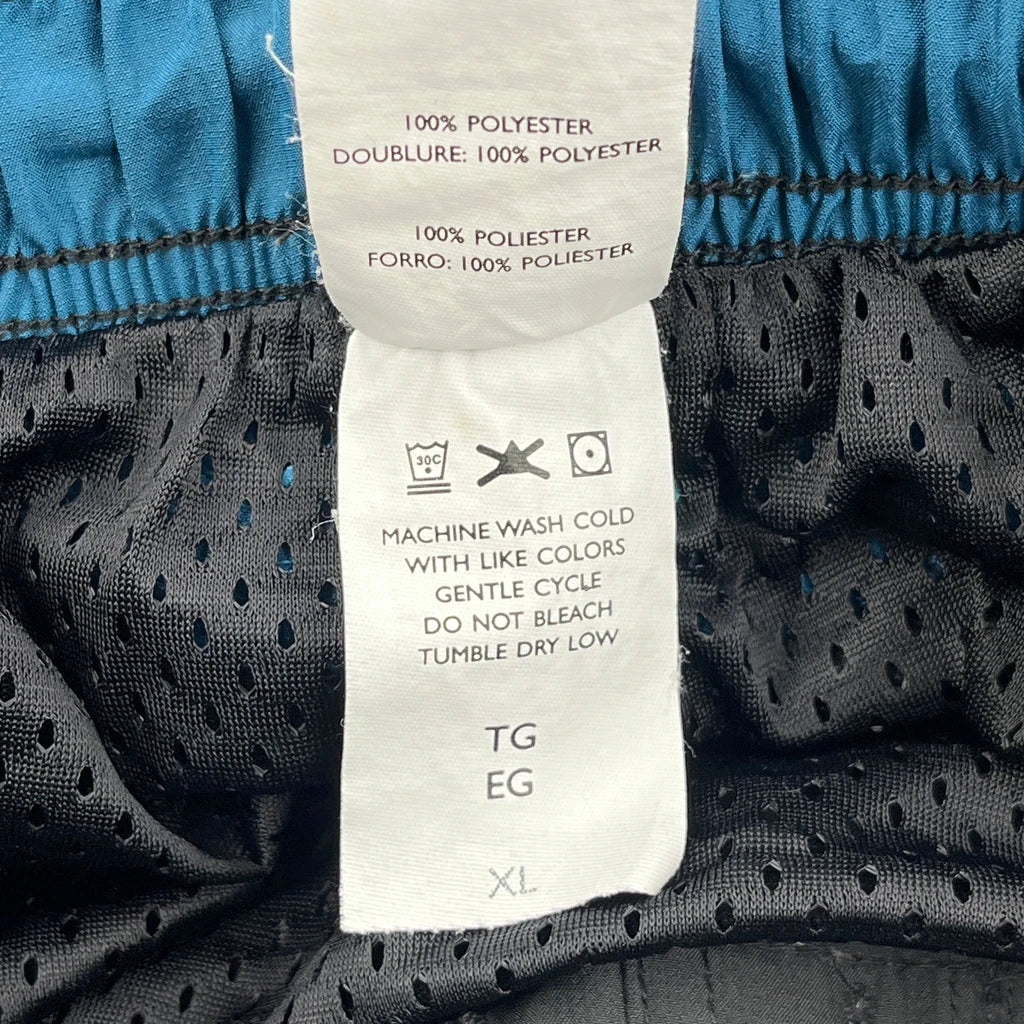 100% POLYESTER
DOUBLURE: 100% POLYESTER
100% POLIESTER
FORRO: 100% POLIESTER
30C
MACHINE WASH COLD
WITH LIKE COLORS
GENTLE CYCLE
DO NOT BLEACH
TUMBLE DRY LOW
TG
EG
XL